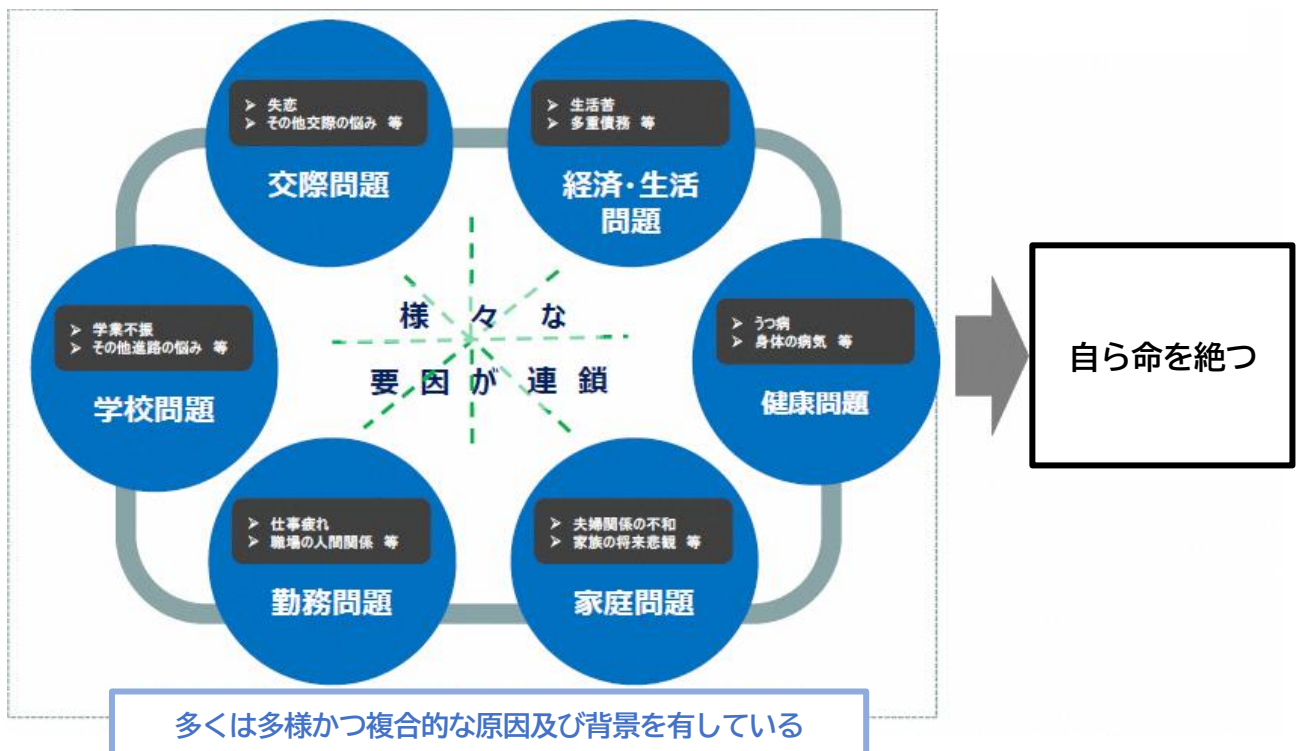 ➢ 失恋
➢ その他交際の悩み 等
交際問題
➢ 生活苦
➢ 多重債務 等
経済・生活
問題
➢ 学業不振
➢ その他進路の悩み 等
学校問題
様々な
要因が連鎖
➢ うつ病
➢ 身体の病気 等
健康問題
➢ 仕事疲れ
➢ 職場の人間関係 等
勤務問題
➢ 夫婦関係の不和
➢ 家族の将来悲観 等
家庭問題
自ら命を絶つ
多くは多様かつ複合的な原因及び背景を有している